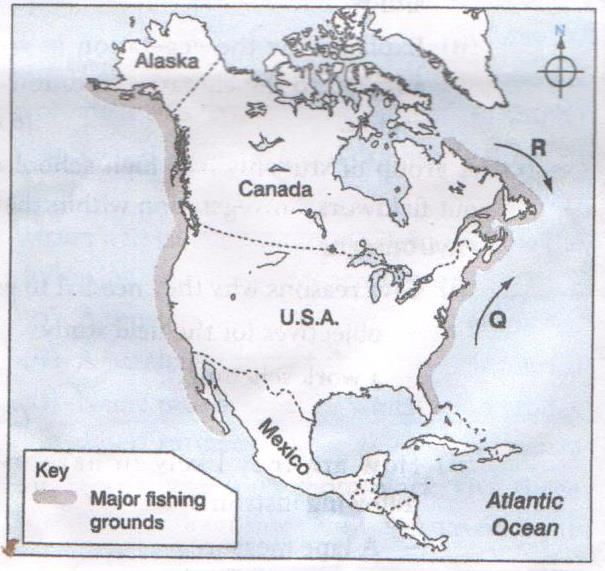 N
Alaska
R
Canada
U.S.A.
Q
Mexico
Key
Major fishing
grounds
Atlantic
Ocean